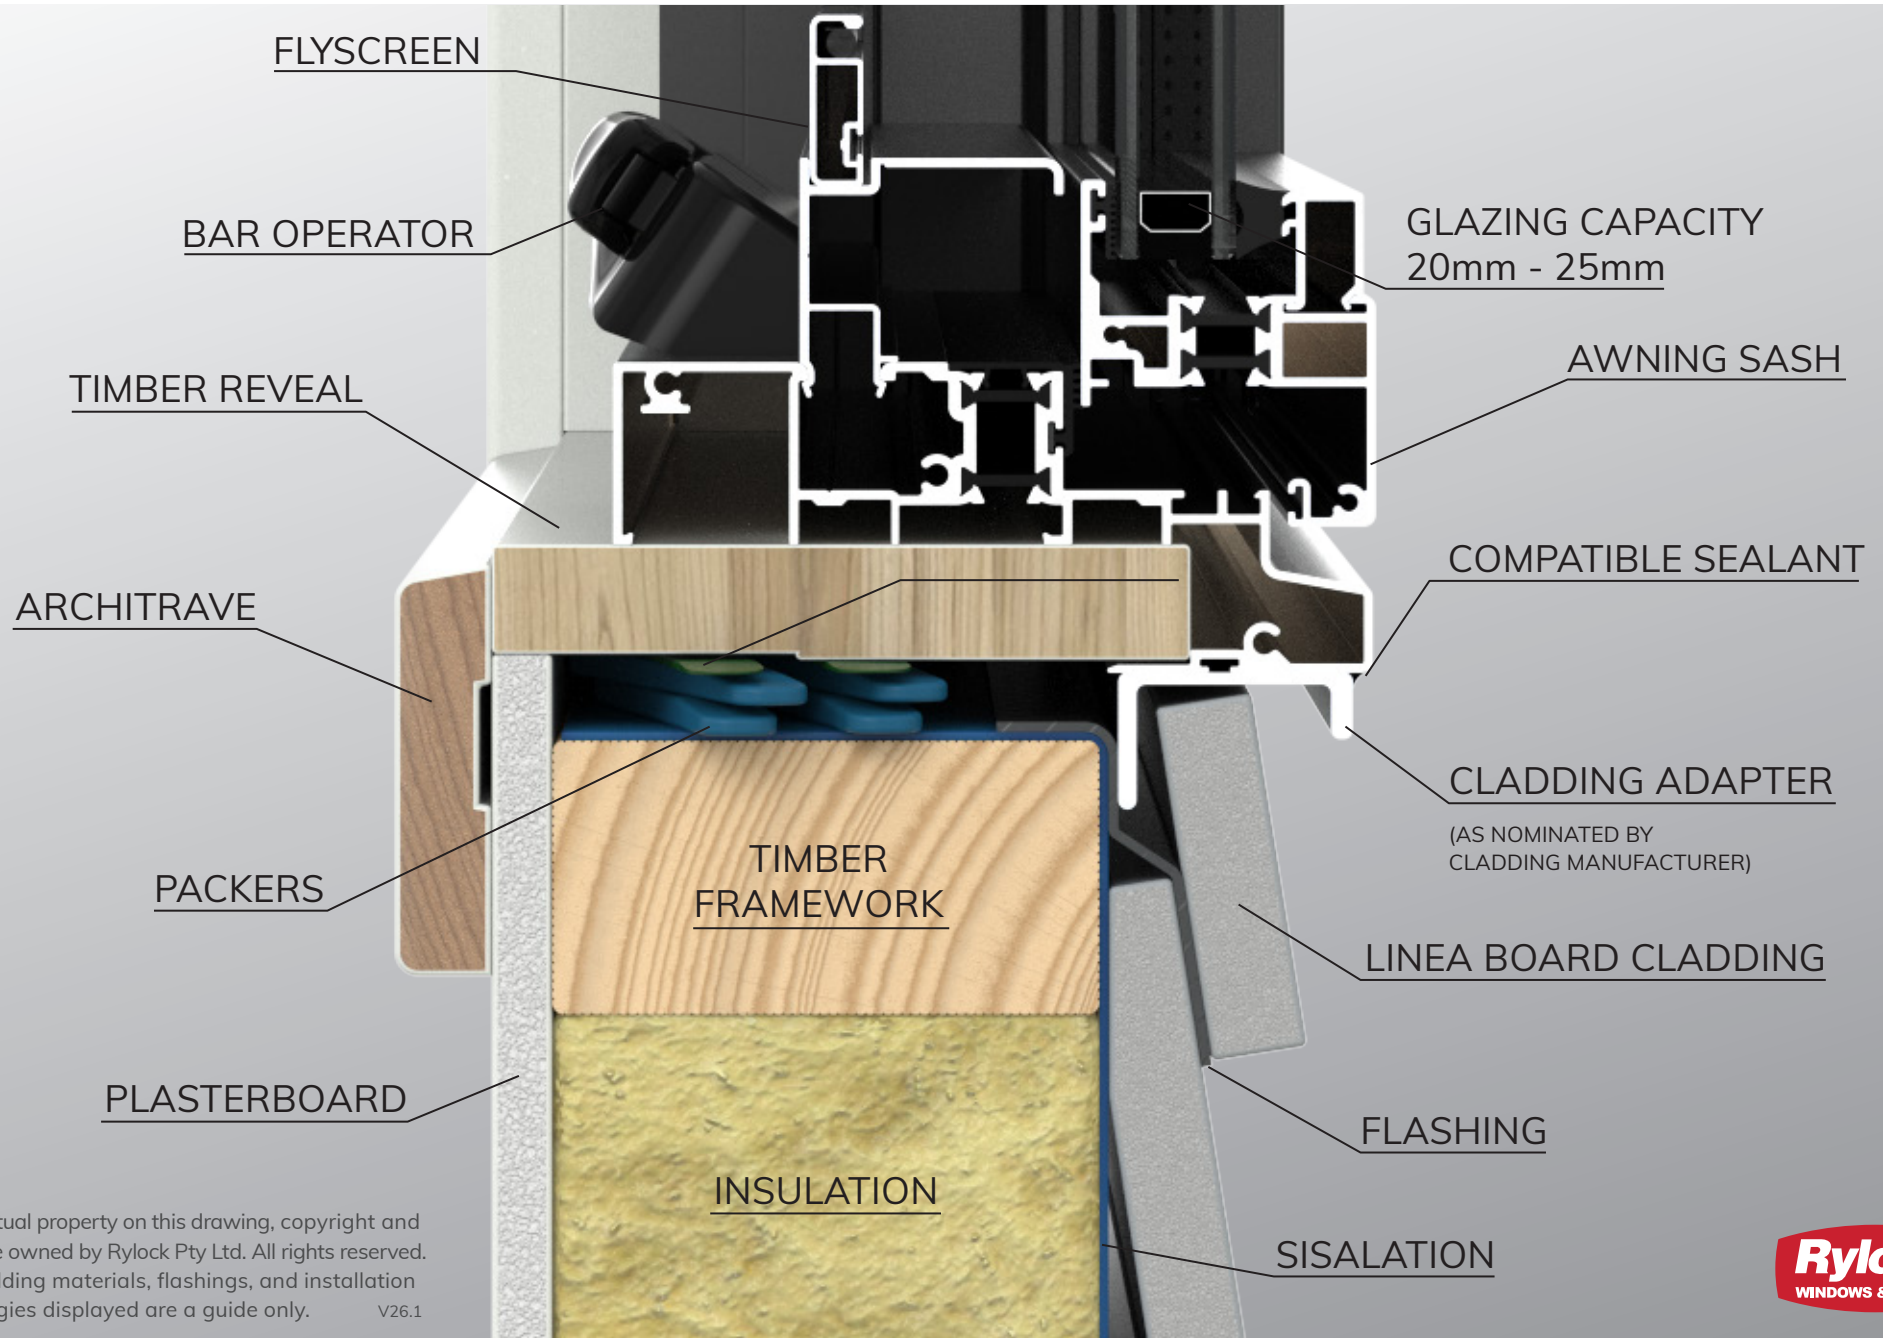 FLYSCREEN
BAR OPERATOR
GLAZING CAPACITY
20mm - 25mm
AWNING SASH
TIMBER REVEAL
COMPATIBLE SEALANT
ARCHITRAVE
CLADDING ADAPTER
(AS NOMINATED BY
CLADDING MANUFACTURER)
TIMBER
FRAMEWORK
PACKERS
LINEA BOARD CLADDING
PLASTERBOARD
FLASHING
INSULATION
SISALATION
property on this drawing, copyright and
owned by Rylock Pty Ltd. All rights reserved.
materials, flashings, and installation
displayed are a guide only. V26.1
WINDOWS &